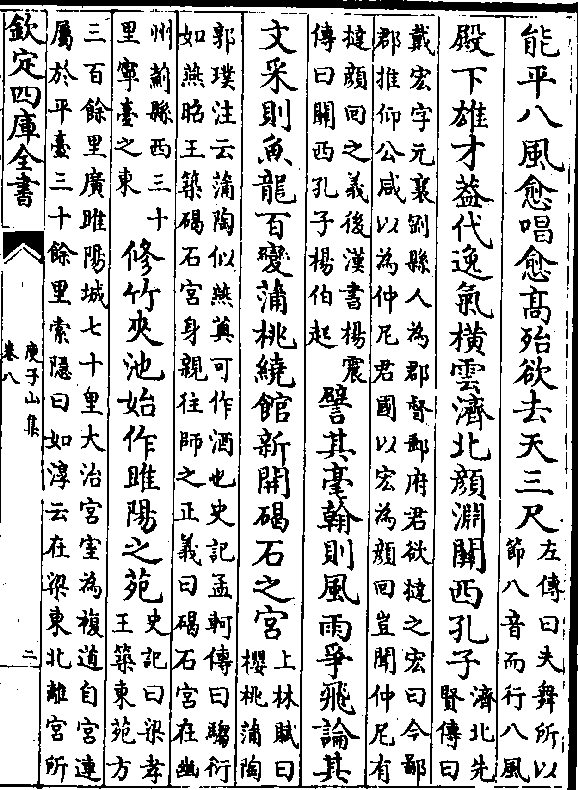 能平八風愈唱愈髙殆欲去天三尺
左傳曰夫舞所以
節八音而行八風
殿下雄才葢代逸氣橫雲濟北顔淵闗西孔子
濟北先
賢傳曰
戴宏字元襄劉縣人為郡督郵府君欲撻之宏曰今鄙
郡推仰公咸以為仲尼君國以宏為顔回豈聞仲尼有
撻顔回之義後漢書楊震
傳曰闗西孔子楊伯起
譬其毫翰則風雨爭飛論其
文采則魚龍百變蒲桃繞館新開碣石之宮
上林賦曰
櫻桃蒲陶
郭璞注云蒲陶似燕薁可作酒也史記孟軻傳曰騶衍
如燕昭王築碣石宮身親往師之正義曰碣石宮在幽
州薊縣西三十
里寧臺之東
修竹夾池始作睢陽之苑
史記曰梁孝
王築東苑方
三百餘里廣睢陽城七十里大治宮室為複道自宮連
屬於平臺三十餘里索隱曰如淳云在梁東北離宮所
欽定四庫全書
庾子山集
卷八
二